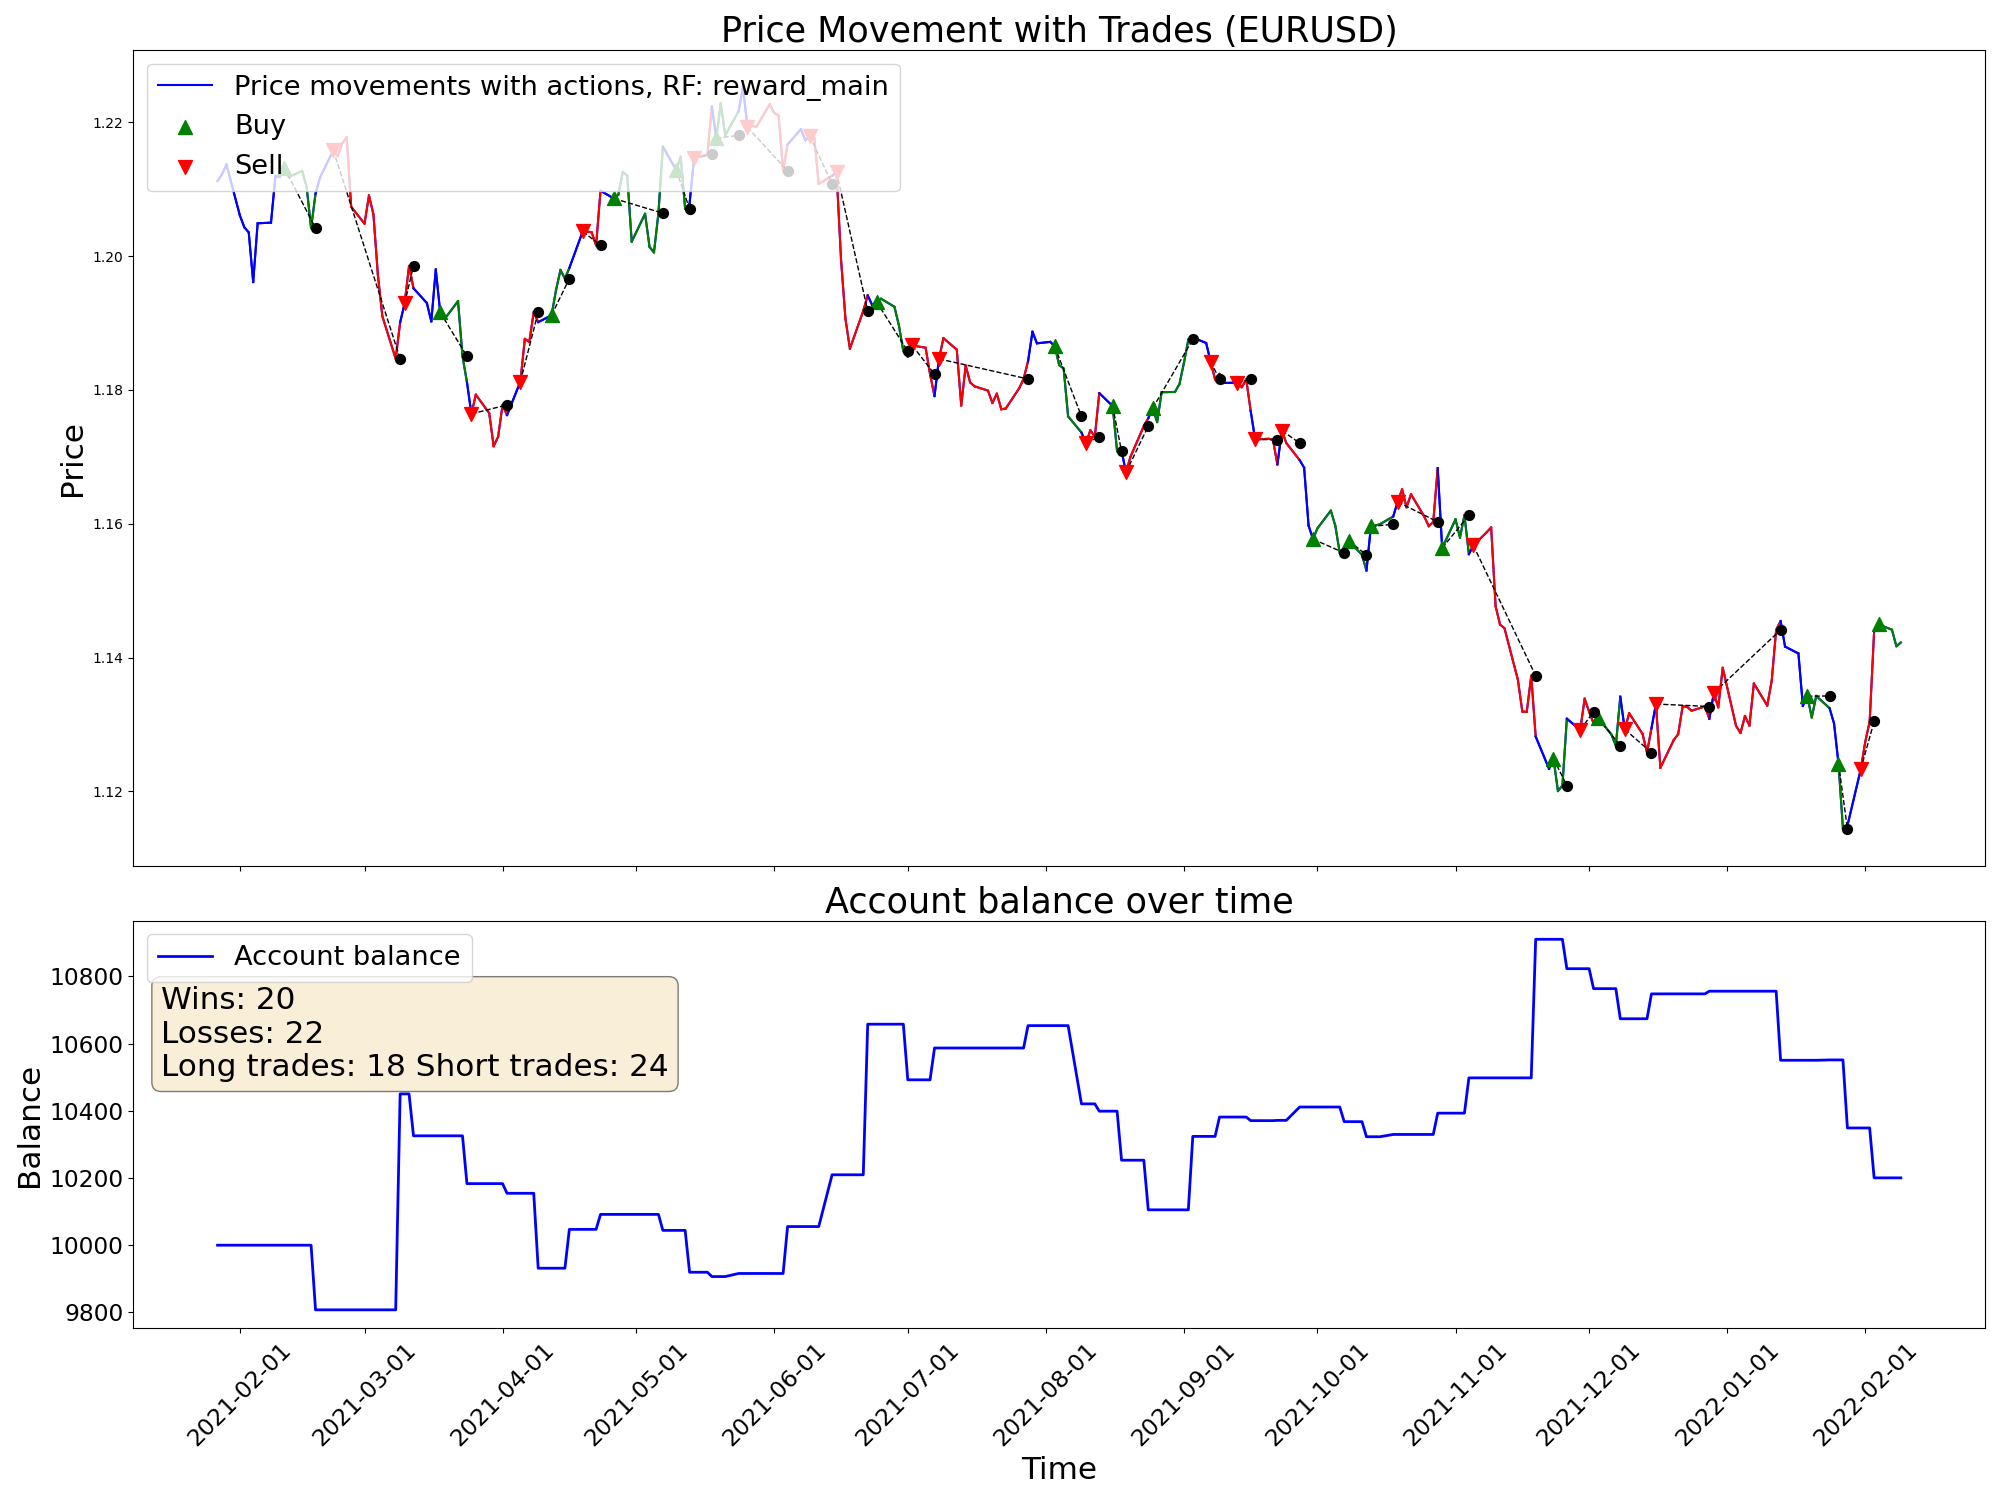 Price Movement with Trades (EURUSD)
Price movements with actions, RF: reward_main
Buy
Sell
Price
1.22
1.20
1.18
1.16
1.14
1.12
Account balance over time
Account balance
Wins: 20
Losses: 22
Long trades: 18 Short trades: 24
Balance
10800
10600
10400
10200
10000
9800
2021-02-01
2021-03-01
2021-04-01
2021-05-01
2021-06-01
2021-07-01
2021-08-01
2021-09-01
2021-10-01
2021-11-01
2021-12-01
2022-01-01
2022-02-01
Time